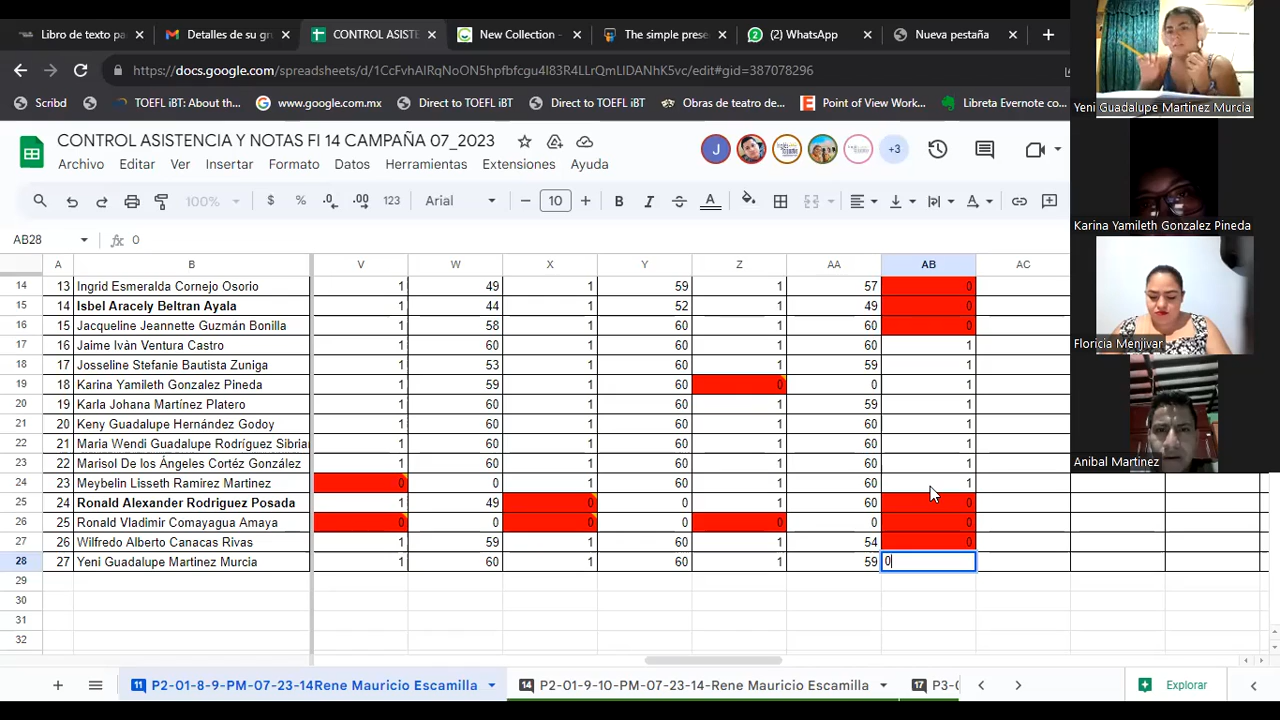 Libro de texto pa
Detalles de su gr
CONTROL ASISTE
New Collection -
The simple prese
(2) WhatsApp
Nueva pestaña
https://docs.google.com/spreadsheets/d/1CcFvhAlRqNoON5hpfbfcgu4I83R4LLrQmLlDANhK5vc/edit#gid=387078296
Scribd
TOEFL iBT: About th...
www.google.com.mx
Direct to TOEFL iBT
Direct to TOEFL iBT
Obras de teatro de...
Point of View Work...
Libreta Evernote co...
Yeni Guadalupe Martinez Murcia
CONTROL ASISTENCIA Y NOTAS FI 14 CAMPAÑA 07_2023
J
+3
Archivo Editar Ver Insertar Formato Datos Herramientas Extensiones Ayuda
100% $ % .0 .00 123 Arial 10 B I A
Karina Yamileth Gonzalez Pineda
AB28 fx 0
A B V W X Y Z AA AB AC
14 13 Ingrid Esmeralda Cornejo Osorio 1 49 1 59 1 57 0
15 14 Isbel Aracely Beltran Ayala 1 44 1 52 1 49 0
16 15 Jacqueline Jeannette Guzmán Bonilla 1 58 1 60 1 60 0
17 16 Jaime Iván Ventura Castro 1 60 1 60 1 60 1
Floricia Menjivar
18 17 Josseline Stefanie Bautista Zuniga 1 53 1 60 1 59 1
19 18 Karina Yamileth Gonzalez Pineda 1 59 1 60 0 0 1
20 19 Karla Johana Martínez Platero 1 60 1 60 1 59 1
21 20 Keny Guadalupe Hernández Godoy 1 60 1 60 1 60 1
22 21 Maria Wendi Guadalupe Rodríguez Sibrian 1 60 1 60 1 60 1
23 22 Marisol De los Ángeles Cortéz González 1 60 1 60 1 60 1
Anibal Martinez
24 23 Meybelin Lisseth Ramirez Martinez 0 0 1 60 1 60 1
25 24 Ronald Alexander Rodriguez Posada 1 49 0 0 1 60 0
26 25 Ronald Vladimir Comayagua Amaya 0 0 0 0 0 0 0
27 26 Wilfredo Alberto Canacas Rivas 1 59 1 60 1 54 0
28 27 Yeni Guadalupe Martinez Murcia 1 60 1 60 1 59 0
29
30
31
32
11 P2-01-8-9-PM-07-23-14Rene Mauricio Escamilla
14 P2-01-9-10-PM-07-23-14-Rene Mauricio Escamilla
17 P3-0
Explorar